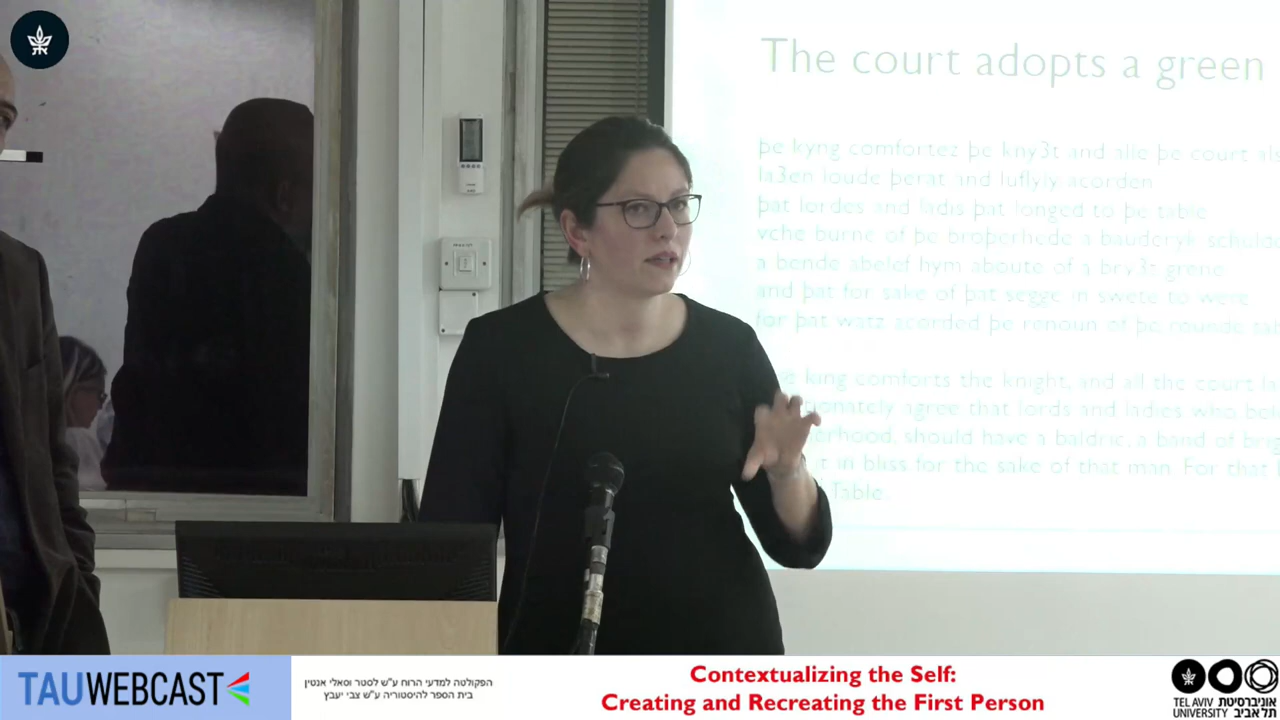 The court adopts a green
þe kyng comfortez þe kny3t and alle þe court als
la3en loude þerat and luflyly acorden
þat lordes and ladis þat longed to þe table
vche burne of þe broþerhede a bauderyk schulde
a bende abelef hym aboute of a bry3t grene
and þat for sake of þat segge in swete to were
for þat watz acorded þe renoun of þe rounde
king comforts the knight, and all the court
agree that lords and ladies who
should have a baldric, a band of
it in bliss for the sake of that man. For that
Table.
TAUWEBCAST
הפקולטה למדעי הרוח ע"ש לסטר וסאלי אנטין
בית הספר להיסטוריה ע"ש צבי יעבץ
Contextualizing the Self:
Creating and Recreating the First Person
TEL AVIV אוניברסיטת
UNIVERSITY תל אביב